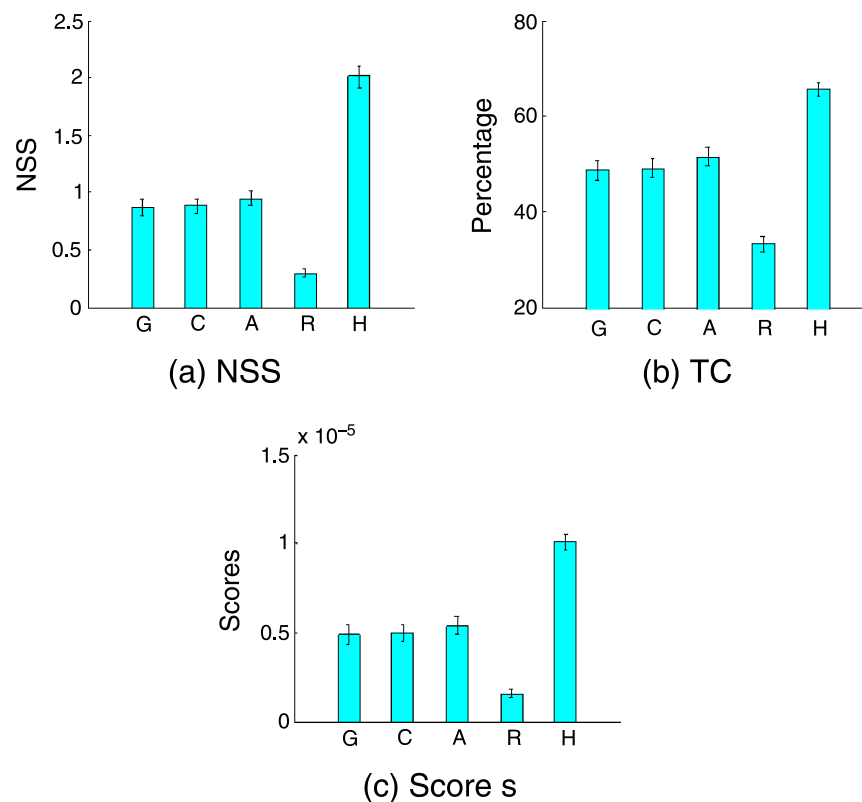 2.5
2
1.5
1
0.5
0
NSS
G C A R H
(a) NSS
80
60
40
20
Percentage
G C A R H
(b) TC
x 10⁻⁵
1.5
1
0.5
0
Scores
G C A R H
(c) Score s